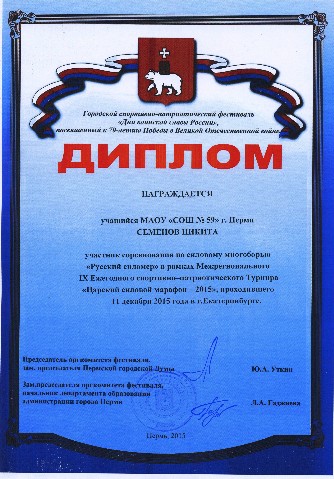 Городской спортивно-патриотический фестиваль
«Дни воинской славы России»,
посвященный к 70-летию Победы в Великой Отечественной войне
ДИПЛОМ
НАГРАЖДАЕТСЯ
учащийся МАОУ «СОШ № 59» г. Перми
СЕМЕНОВ НИКИТА
участник соревнования по силовому многоборью
«Русский силомер» в рамках Межрегионального
IX Ежегодного спортивно-патриотического Турнира
«Царский силовой марафон – 2015», проходившего
11 декабря 2015 года в г.Екатеринбурге.
Председатель оргкомитета фестиваля,
зам. председателя Пермской городской Думы
Ю.А. Уткин
Зам.председателя оргкомитета фестиваля,
начальник департамента образования
администрации города Перми
Л.А. Гаджиева
Пермь, 2015